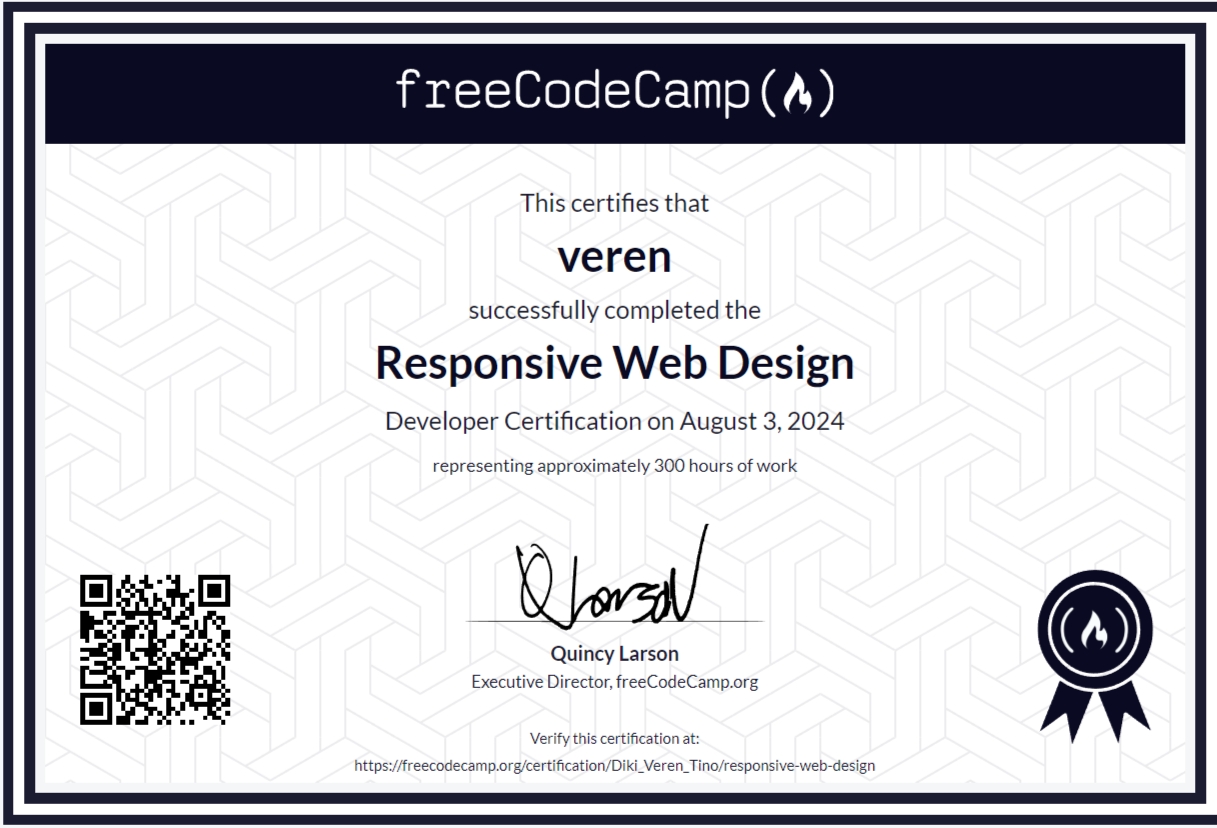 freeCodeCamp
This certifies that
veren
successfully completed the
Responsive Web Design
Developer Certification on August 3, 2024
representing approximately 300 hours of work
Quincy Larson
Executive Director, freeCodeCamp.org
Verify this certification at:
https://freecodecamp.org/certification/Diki_Veren_Tino/responsive-web-design